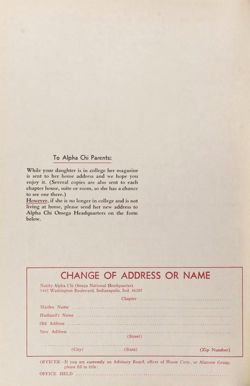 To Alpha Chi Parents:
While your daughter is in college her magazine
is sent to her home address and we hope you
enjoy it. (Several copies are also sent to each
chapter house, suite or room, so she has a chance
to see one there.)
However, if she is no longer in college and is not
living at home, please send her new address to
Alpha Chi Omega Headquarters on the form
below.
CHANGE OF ADDRESS OR NAME
Notify Alpha Chi Omega National Headquarters
Washington Boulevard, Indianapolis, Ind. 46205
Chapter
Maiden Name
Husband's Name
Old Address
New Address
(Street)
(City) (State) (Zip Number)
OFFICER—If you are currently on Advisory Board, officer of House Corp., or Alumnae Group,
please fill in title:
OFFICE HELD